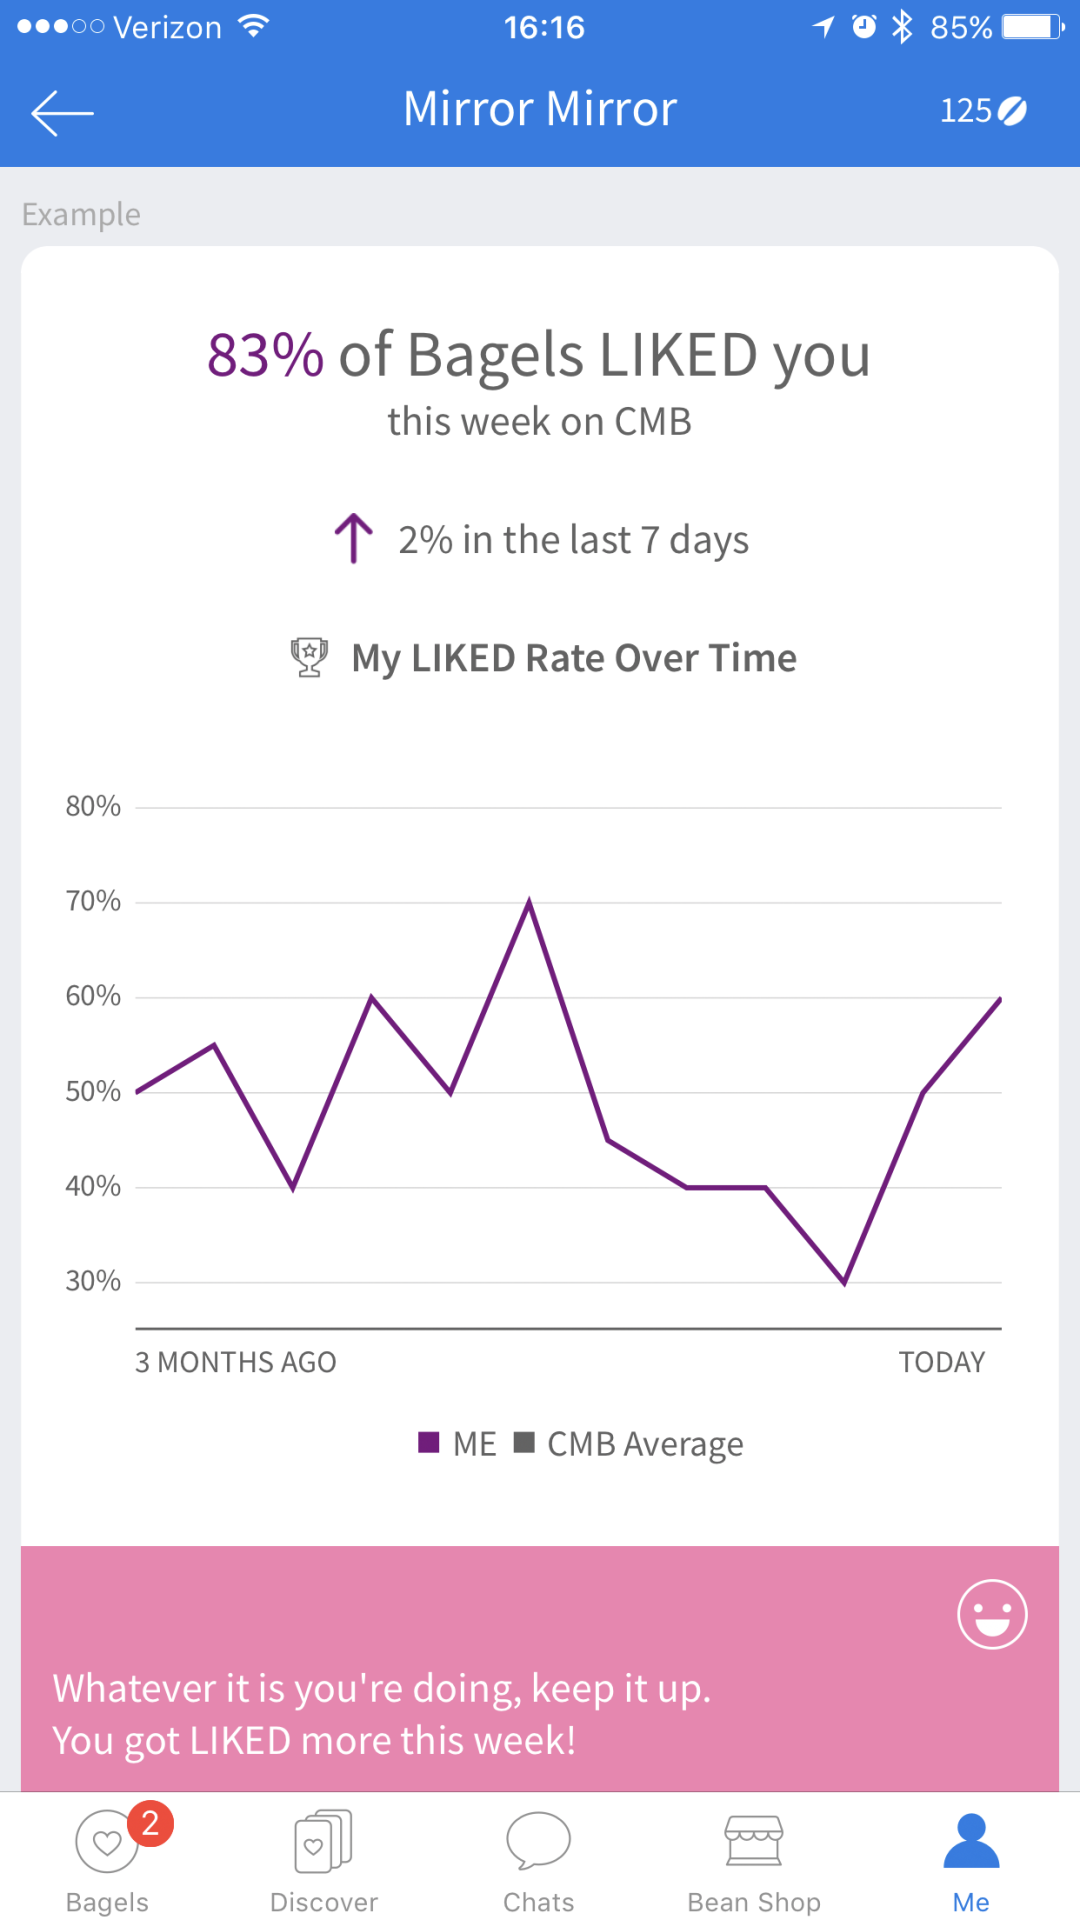 Verizon 16:16 85%
Mirror Mirror 125
Example
83% of Bagels LIKED you
this week on CMB
2% in the last 7 days
My LIKED Rate Over Time
80%
70%
60%
50%
40%
30%
3 MONTHS AGO TODAY
ME CMB Average
Whatever it is you're doing, keep it up.
You got LIKED more this week!
2
Bagels Discover Chats Bean Shop Me